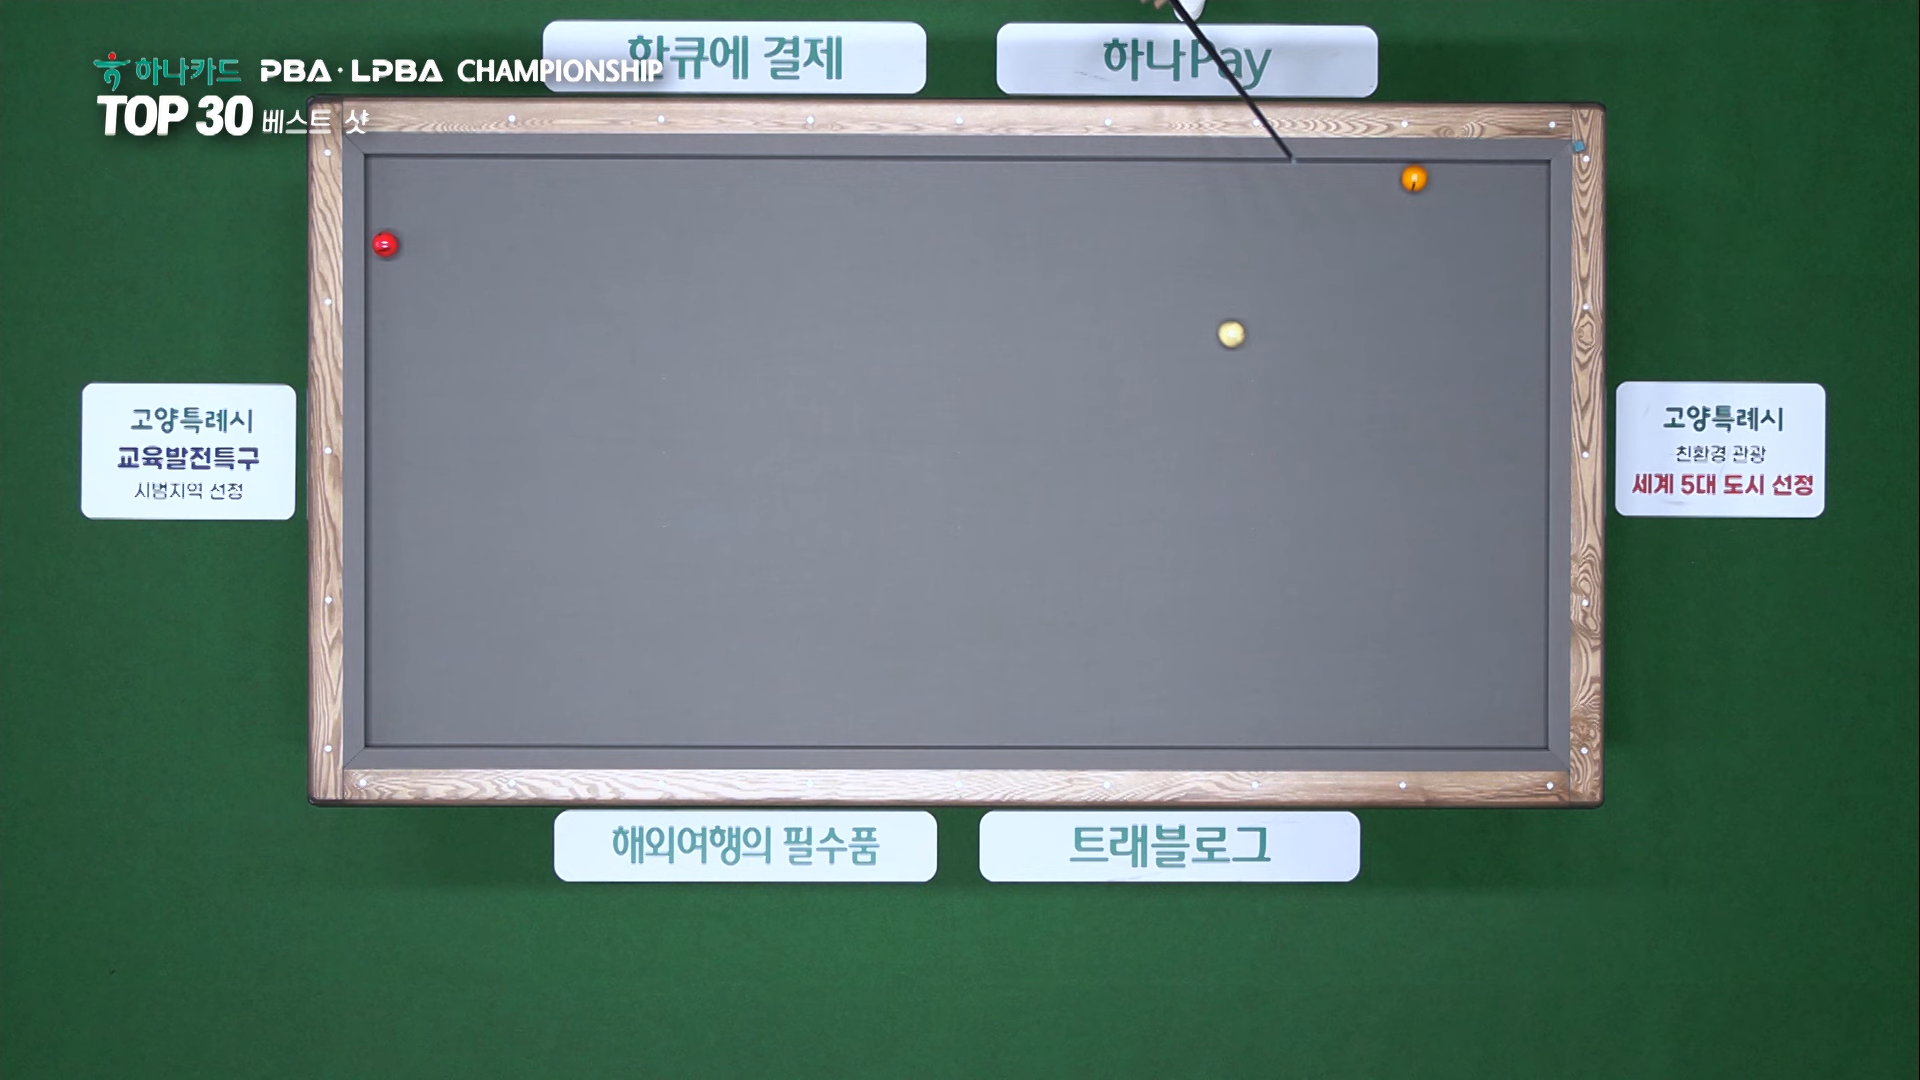 하나카드 PBA·LPBA CHAMPIONSHIP
TOP 30 베스트 샷
한큐에 결제
하나Pay
고양특례시
교육발전특구
시범지역 선정
고양특례시
친환경 관광
세계 5대 도시 선정
해외여행의 필수품
트래블로그